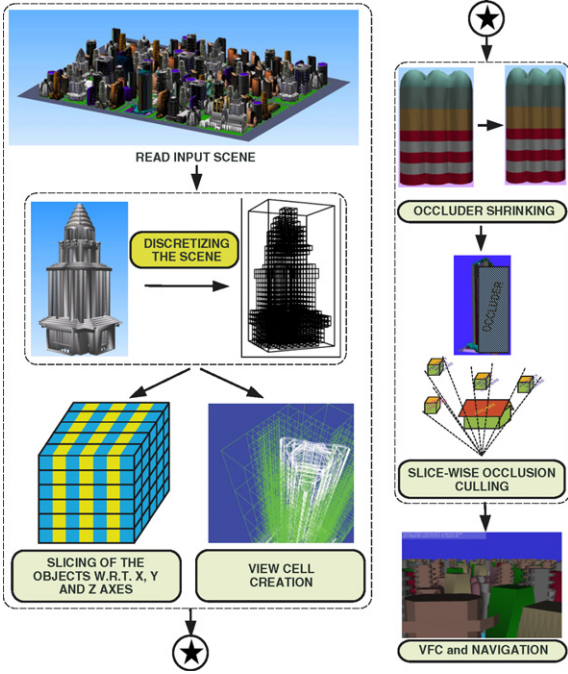 READ INPUT SCENE
DISCRETIZING
THE SCENE
SLICING OF THE
OBJECTS W.R.T. X, Y
AND Z AXES
VIEW CELL
CREATION
OCCLUDER SHRINKING
OCCLUDER
SLICE-WISE OCCLUSION
CULLING
VFC and NAVIGATION